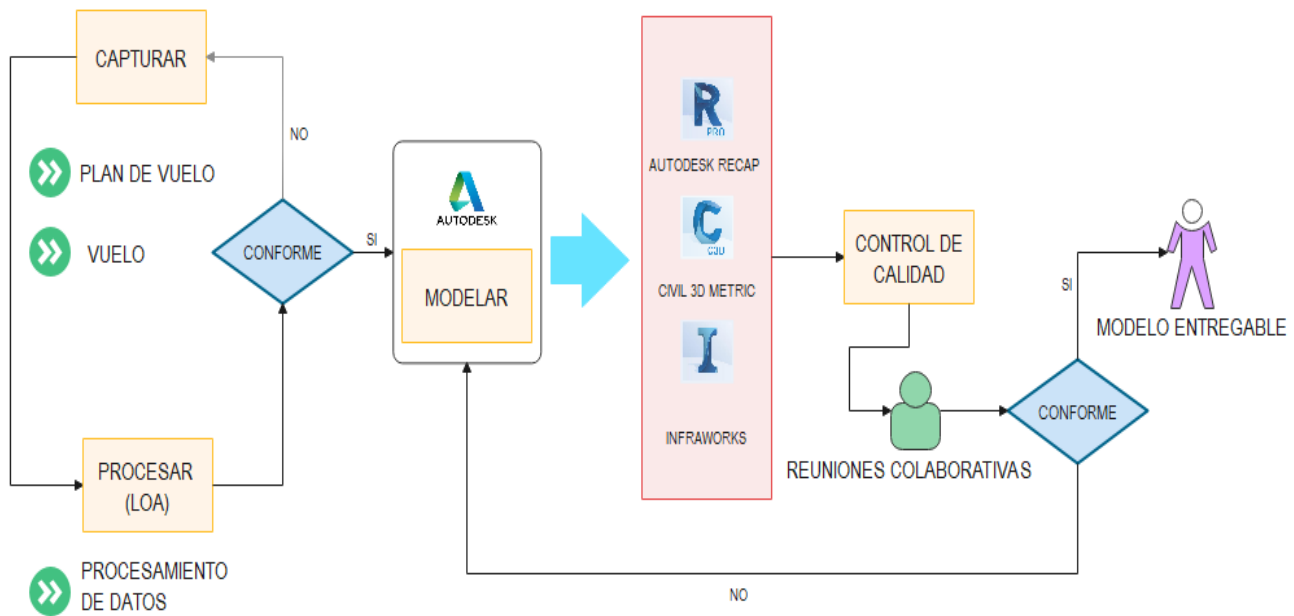 CAPTURAR
NO
PLAN DE VUELO
VUELO
CONFORME
SI
PROCESAR
(LOA)
PROCESAMIENTO
DE DATOS
AUTODESK
MODELAR
R
PRO
AUTODESK RECAP
C
C3D
CIVIL 3D METRIC
I
INFRAWORKS
CONTROL DE
CALIDAD
REUNIONES COLABORATIVAS
CONFORME
SI
MODELO ENTREGABLE
NO